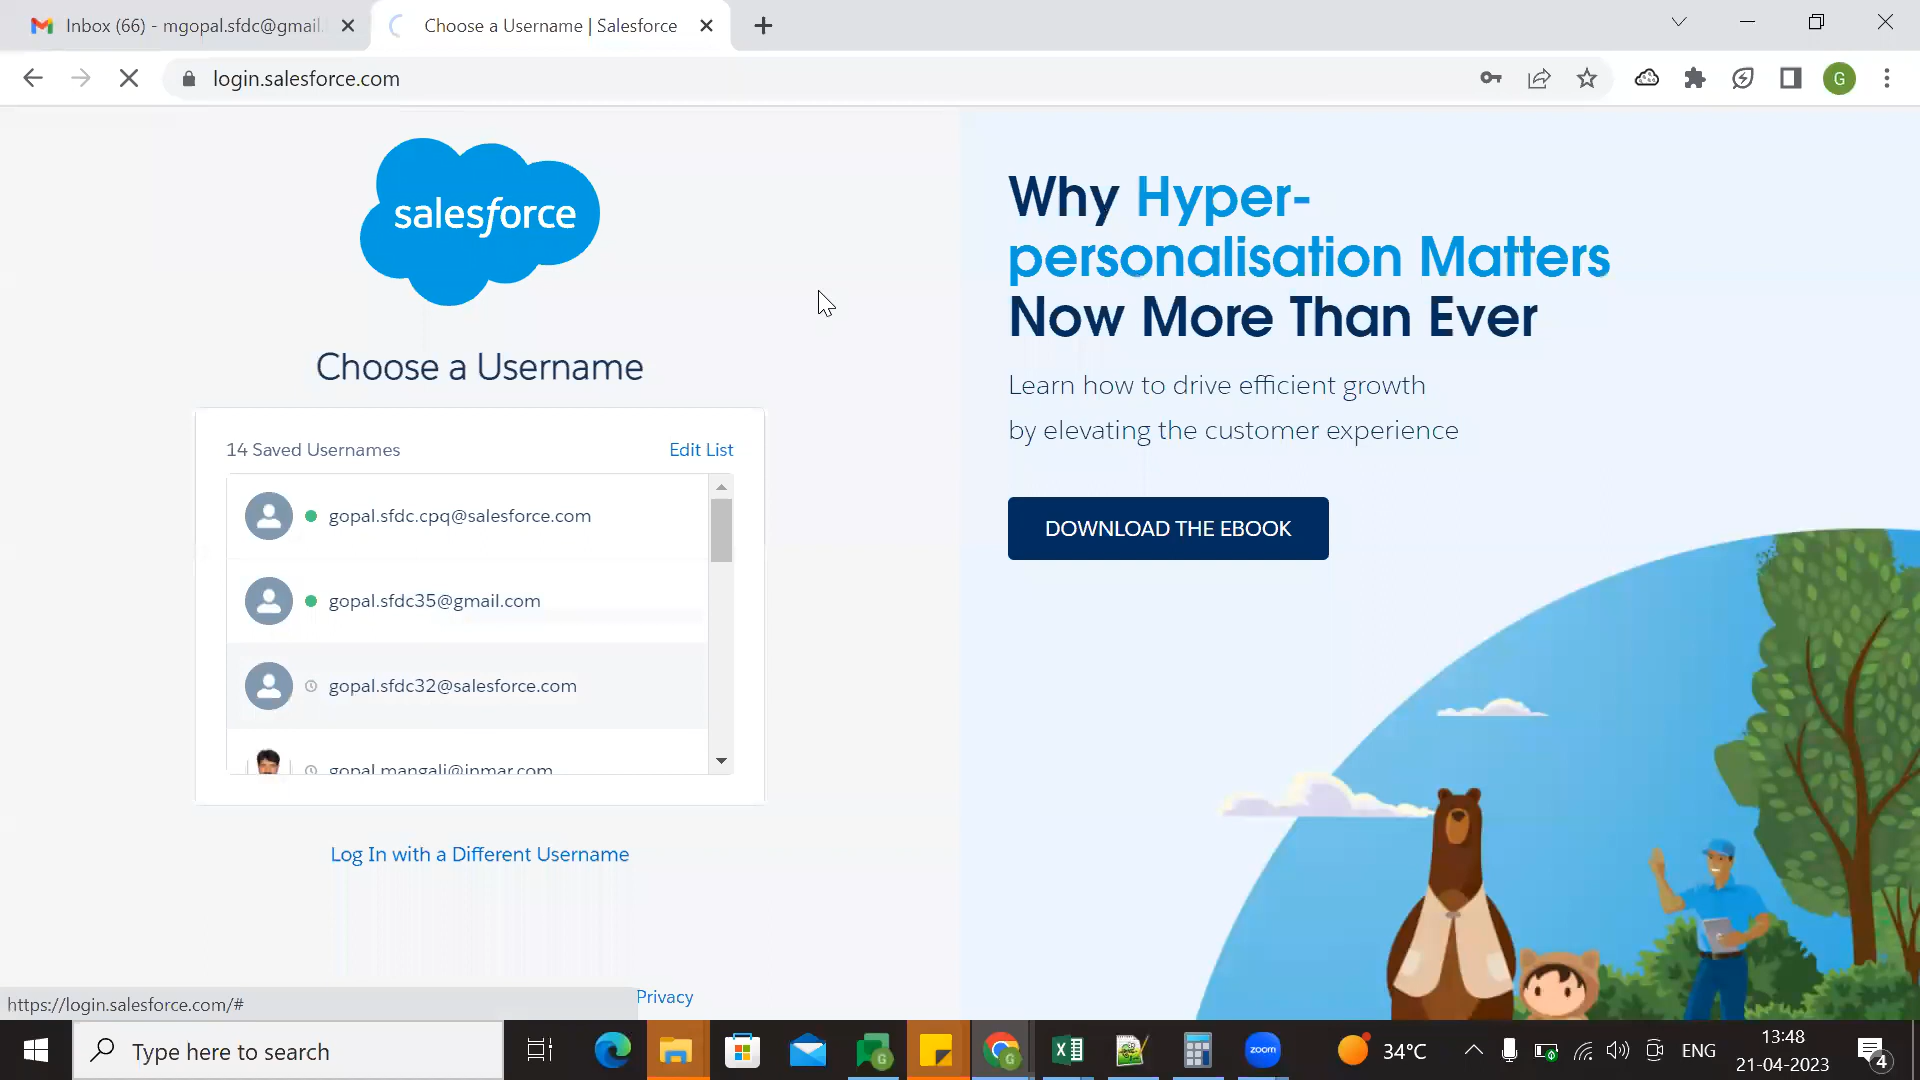 Inbox (66) - mgopal.sfdc@gmail.
Choose a Username | Salesforce
login.salesforce.com
G
salesforce
Choose a Username
14 Saved Usernames
Edit List
gopal.sfdc.cpq@salesforce.com
gopal.sfdc35@gmail.com
gopal.sfdc32@salesforce.com
gopal.mangali@inmar.com
Log In with a Different Username
Privacy
https://login.salesforce.com/#
Why Hyper-
personalisation Matters
Now More Than Ever
Learn how to drive efficient growth
by elevating the customer experience
DOWNLOAD THE EBOOK
Type here to search
G
G
zoom
34°C
ENG
13:48
21-04-2023
4